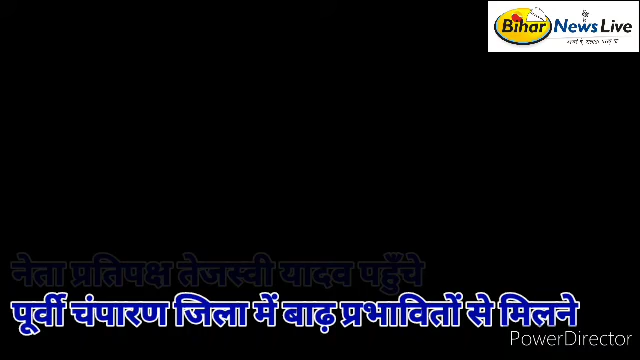 Bihar News Live
नेता प्रतिपक्ष तेजस्वी यादव पहुँचे
पूर्वी चंपारण जिला में बाढ़ प्रभावितों से मिलने
PowerDirector